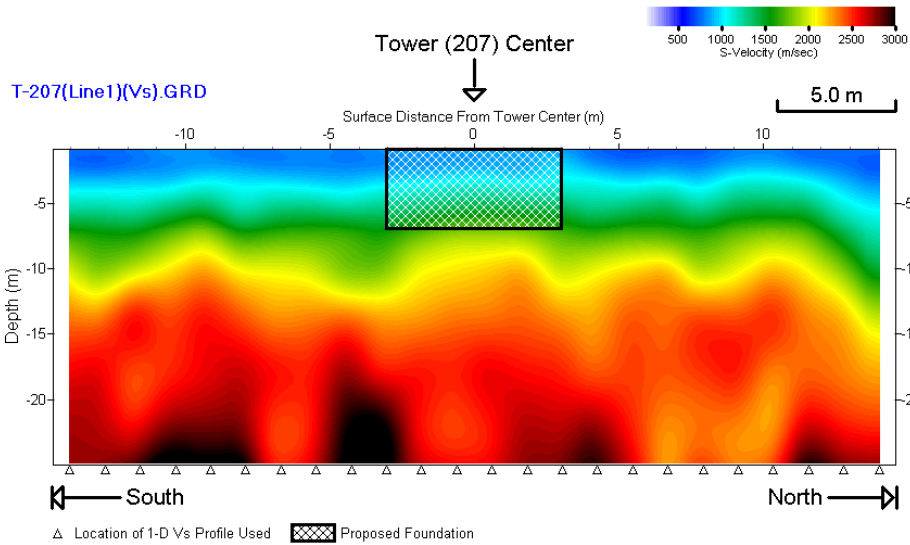 500 1000 1500 2000 2500 3000
S-Velocity (m/sec)
Tower (207) Center
T-207(Line1)(Vs).GRD
5.0 m
Surface Distance From Tower Center (m)
-10 -5 0 5 10
-5 -5
-10 -1
-15 -1
-20 -2
Depth (m)
South North
Location of 1-D Vs Profile Used Proposed Foundation